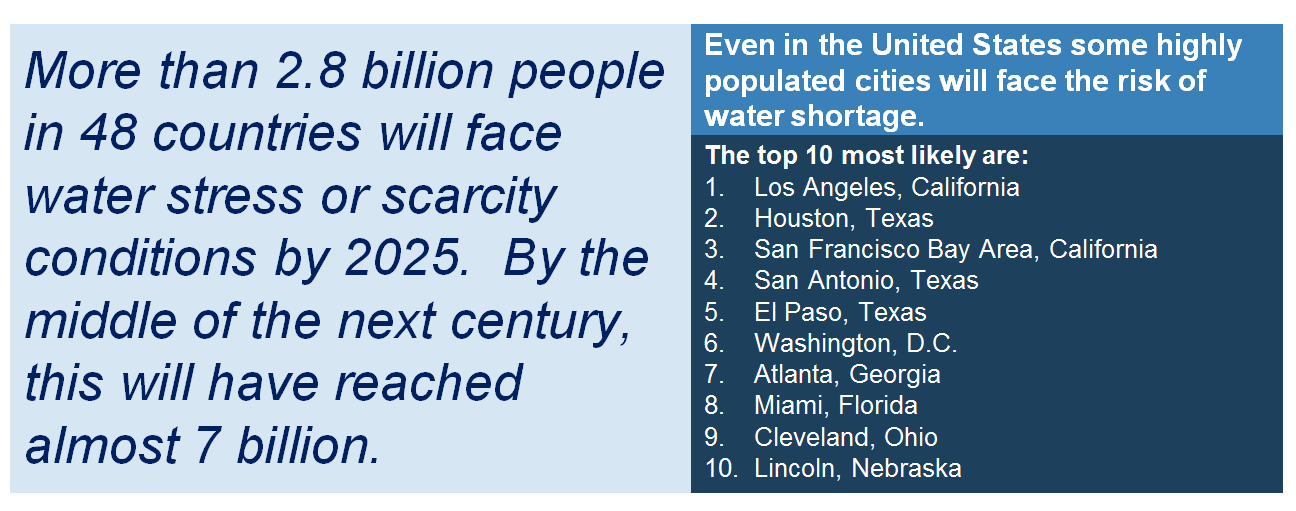 More than 2.8 billion people
in 48 countries will face
water stress or scarcity
conditions by 2025.  By the
middle of the next century,
this will have reached
almost 7 billion.
Even in the United States some highly
populated cities will face the risk of
water shortage.
The top 10 most likely are:
1. Los Angeles, California
2. Houston, Texas
3. San Francisco Bay Area, California
4. San Antonio, Texas
5. El Paso, Texas
6. Washington, D.C.
7. Atlanta, Georgia
8. Miami, Florida
9. Cleveland, Ohio
10. Lincoln, Nebraska